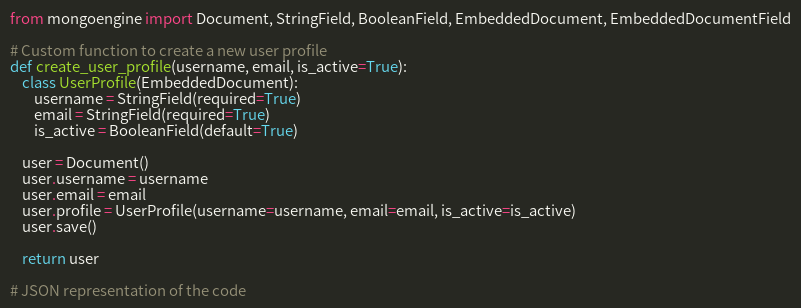 from mongoengine import Document, StringField, BooleanField, EmbeddedDocument, EmbeddedDocumentField

# Custom function to create a new user profile
def create_user_profile(username, email, is_active=True):
    class UserProfile(EmbeddedDocument):
        username = StringField(required=True)
        email = StringField(required=True)
        is_active = BooleanField(default=True)

    user = Document()
    user.username = username
    user.email = email
    user.profile = UserProfile(username=username, email=email, is_active=is_active)
    user.save()

    return user

# JSON representation of the code